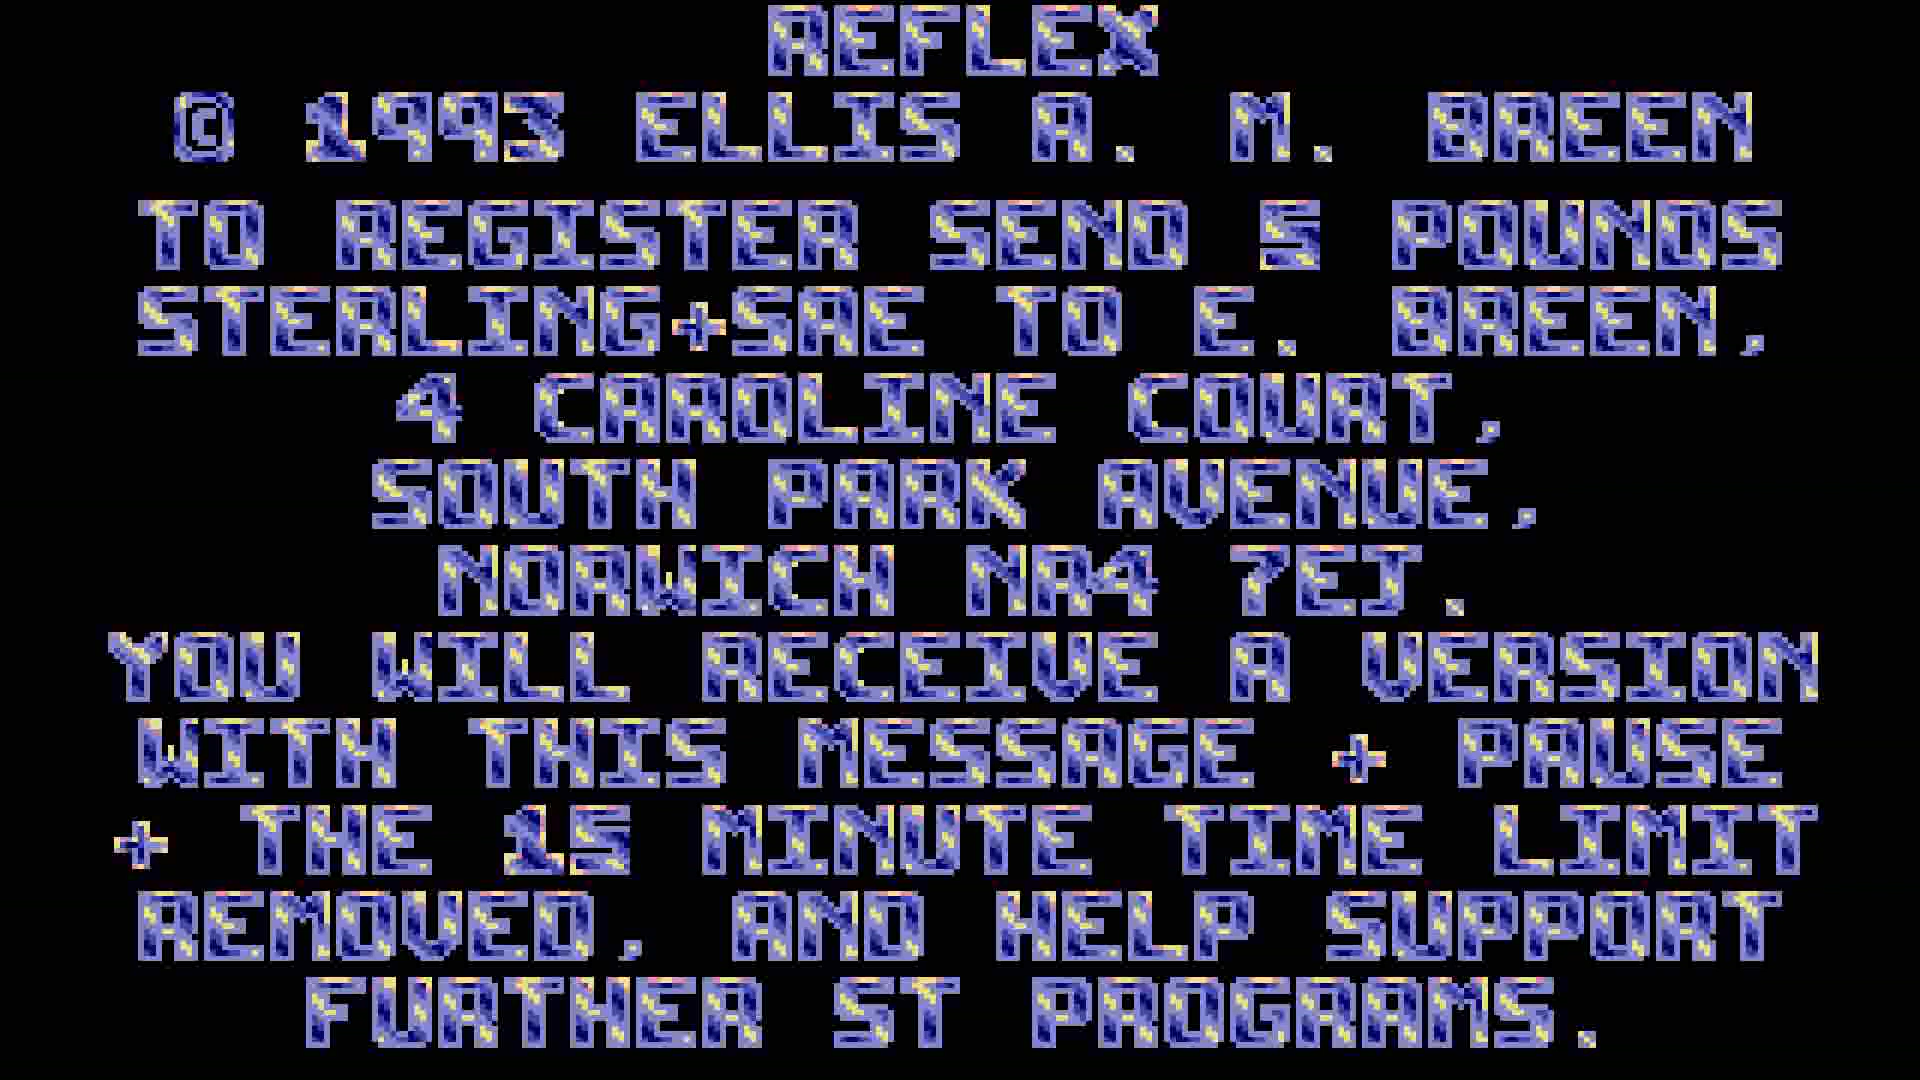 REFLEX
© 1993 ELLIS A. M. BREEN
TO REGISTER SEND 5 POUNDS
STERLING+SAE TO E. BREEN,
4 CAROLINE COURT,
SOUTH PARK AVENUE,
NORWICH NR4 7EJ.
YOU WILL RECEIVE A VERSION
WITH THIS MESSAGE + PAUSE
+ THE 15 MINUTE TIME LIMIT
REMOVED, AND HELP SUPPORT
FURTHER ST PROGRAMS.